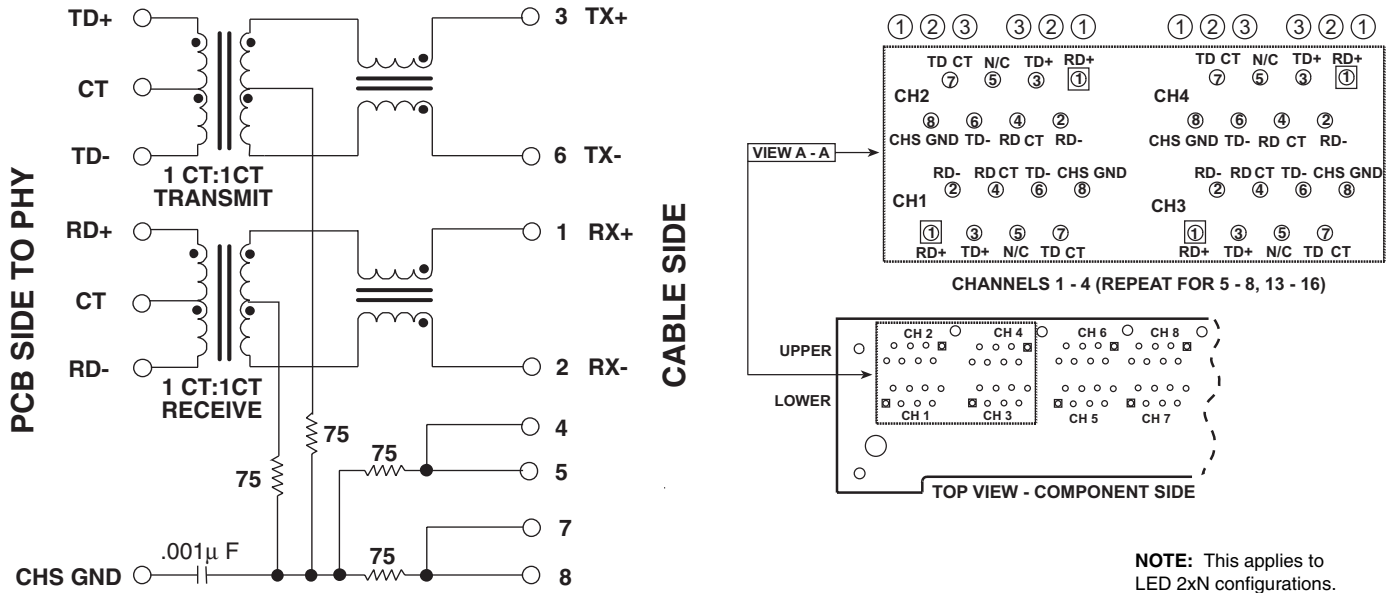 TD+
CT
TD-
1 CT:1CT
TRANSMIT
RD+
CT
RD-
1 CT:1CT
RECEIVE
PCB SIDE TO PHY
3 TX+
6 TX-
1 RX+
2 RX-
CABLE SIDE
75
75
75
75
4
5
7
8
.001µ F
CHS GND
1 2 3 3 2 1 1 2 3 3 2 1
TD CT N/C TD+ RD+ TD CT N/C TD+ RD+
7 5 3 1 7 5 3 1
CH2 CH4
8 6 4 2 8 6 4 2
CHS GND TD- RD CT RD- CHS GND TD- RD CT RD-
VIEW A - A
RD- RD CT TD- CHS GND RD- RD CT TD- CHS GND
2 4 6 8 2 4 6 8
CH1 CH3
1 3 5 7 1 3 5 7
RD+ TD+ N/C TD CT RD+ TD+ N/C TD CT
CHANNELS 1 - 4 (REPEAT FOR 5 - 8, 13 - 16)
CH 2 CH 4 CH 6 CH 8
UPPER
LOWER
CH 1 CH 3 CH 5 CH 7
TOP VIEW - COMPONENT SIDE
NOTE: This applies to
LED 2xN configurations.